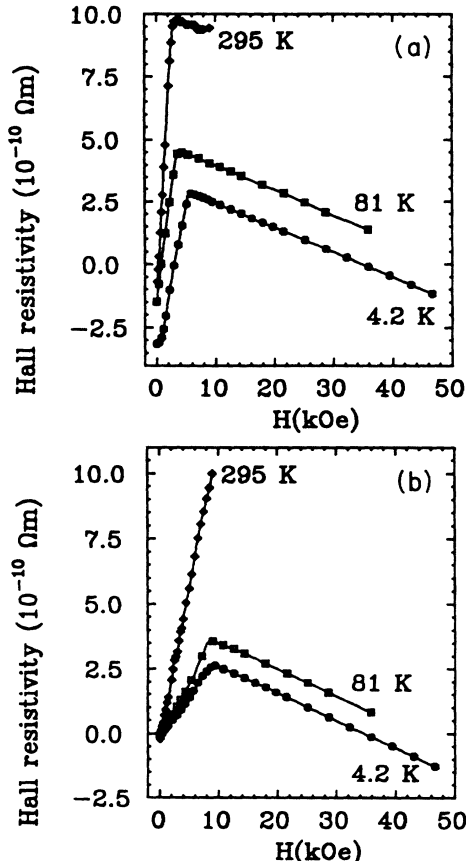 10.0
7.5
5.0
2.5
0.0
−2.5
Hall resistivity (10⁻¹⁰ Ωm)
295 K
(a)
81 K
4.2 K
0 10 20 30 40 50
H(kOe)
10.0
7.5
5.0
2.5
0.0
−2.5
Hall resistivity (10⁻¹⁰ Ωm)
295 K
(b)
81 K
4.2 K
0 10 20 30 40 50
H(kOe)